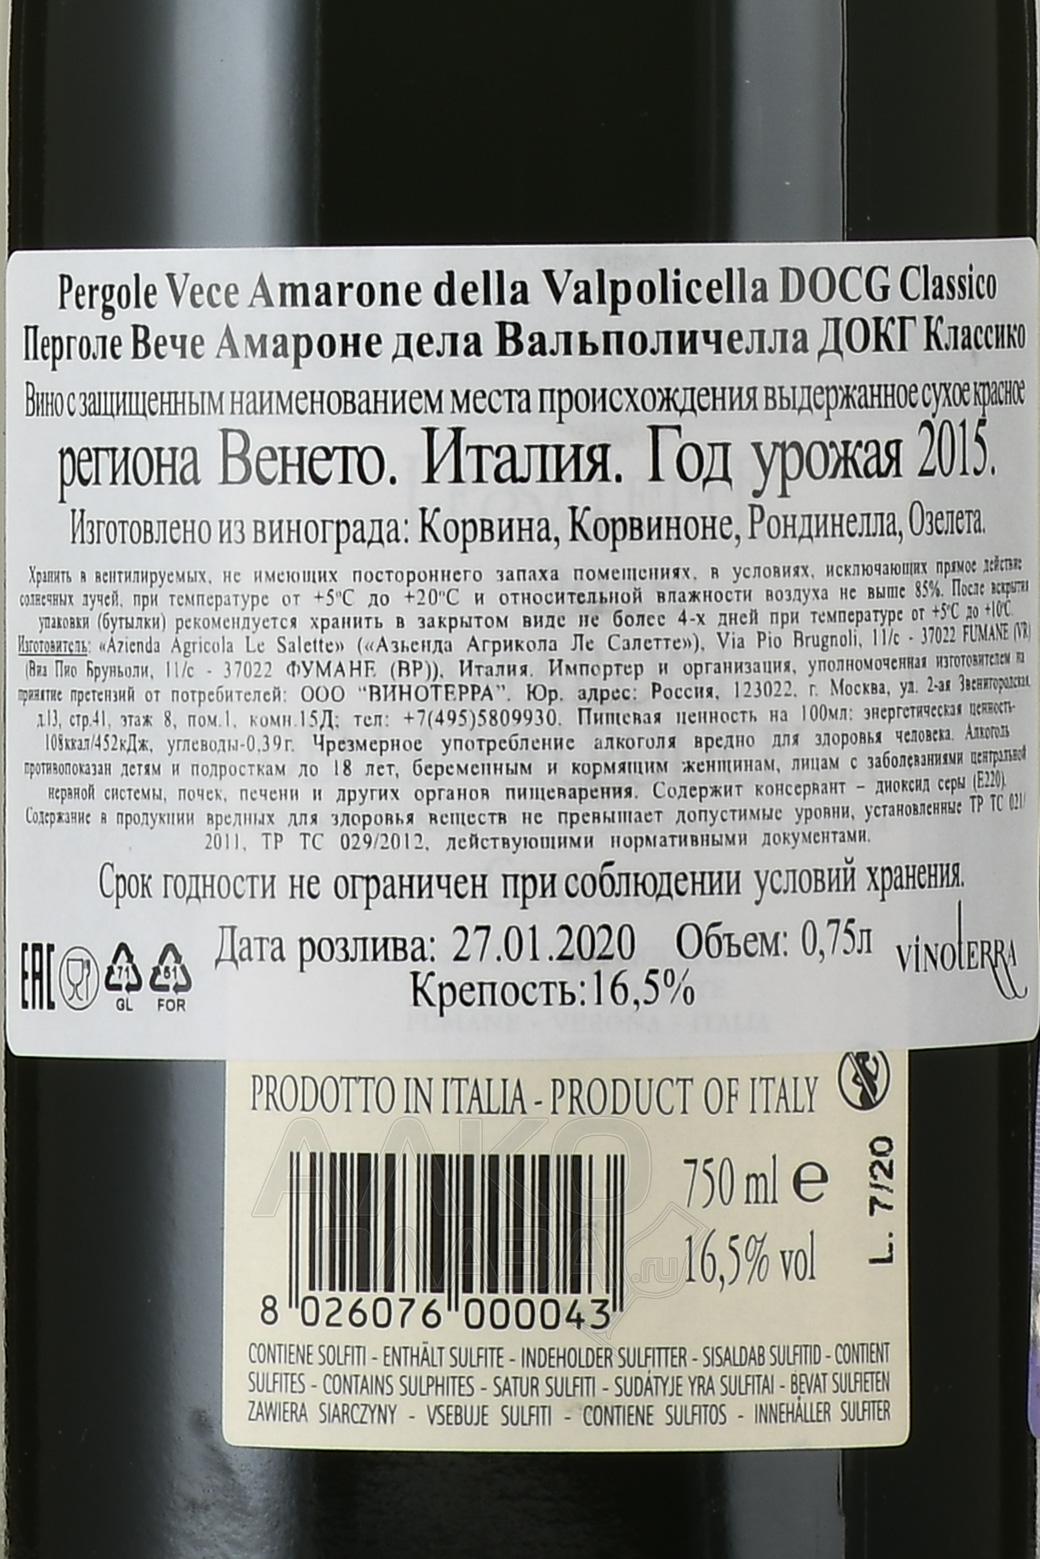 Pergole Vece Amarone della Valpolicella DOCG Classico
Перголе Вече Амароне дела Вальполичелла ДОКГ Классико
Вино с защищенным наименованием места происхождения выдержанное сухое красное
региона Венето. Италия. Год урожая 2015.
Изготовлено из винограда: Корвина, Корвиноне, Рондинелла, Озелета.
Хранить в вентилируемых, не имеющих постороннего запаха помещениях, в условиях, исключающих прямое действие
солнечных лучей, при температуре от +5°C до +20°C и относительной влажности воздуха не выше 85%. После вскрытия
упаковки (бутылки) рекомендуется хранить в закрытом виде не более 4-х дней при температуре от +5°C до +10°C.
Изготовитель: «Azienda Agricola Le Salette» («Азьенда Агрикола Ле Салетте»), Via Pio Brugnoli, 11/c - 37022 FUMANE (VR)
(Виа Пио Бруньоли, 11/c - 37022 ФУМАНЕ (ВР)), Италия. Импортер и организация, уполномоченная изготовителем на
принятие претензий от потребителей: ООО "ВИНОТЕРРА". Юр. адрес: Россия, 123022, г. Москва, ул. 2-ая Звенигородская,
д.13, стр.41, этаж 8, пом.1, комн.15Д; тел: +7(495)5809930. Пищевая ценность на 100мл: энергетическая ценность-
108ккал/452кДж, углеводы-0,39г. Чрезмерное употребление алкоголя вредно для здоровья человека. Алкоголь
противопоказан детям и подросткам до 18 лет, беременным и кормящим женщинам, лицам с заболеваниями центральной
нервной системы, почек, печени и других органов пищеварения. Содержит консервант – диоксид серы (E220).
Содержание в продукции вредных для здоровья веществ не превышает допустимые уровни, установленные ТР ТС 021/
2011, ТР ТС 029/2012, действующими нормативными документами.
Срок годности не ограничен при соблюдении условий хранения.
Дата розлива: 27.01.2020 Объем: 0,75л
Крепость:16,5%
EAC 71 GL 61 FOR
vinoterra
PRODOTTO IN ITALIA - PRODUCT OF ITALY
750 ml e
16,5% vol
L. 7/20
8 026076 000043
АЛКО
ГЛАВА.ru
CONTIENE SOLFITI - ENTHÄLT SULFITE - INDEHOLDER SULFITTER - SISALDAB SULFITID - CONTIENT
SULFITES - CONTAINS SULPHITES - SATUR SULFITI - SUDĖTYJE YRA SULFITAI - BEVAT SULFIETEN
ZAWIERA SIARCZYNY - VSEBUJE SULFITI - CONTIENE SULFITOS - INNEHÅLLER SULFITER